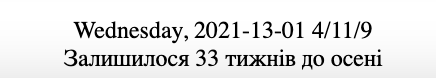 Wednesday, 2021-13-01 4/11/9
Залишилося 33 тижнів до осені